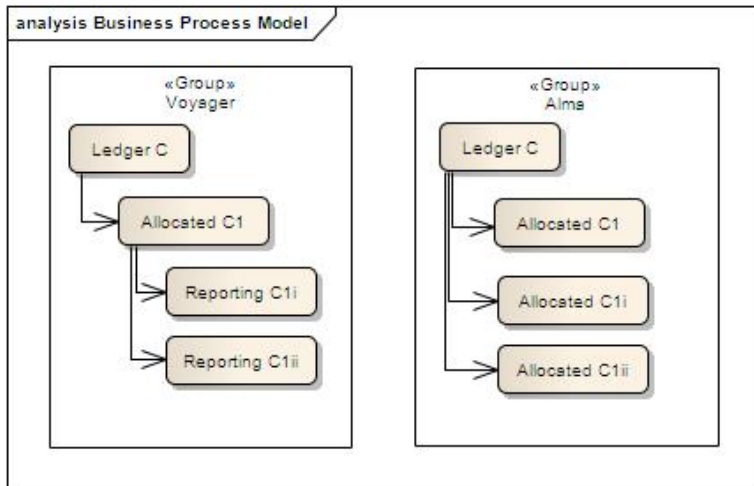 analysis Business Process Model
«Group»
Voyager
Ledger C
Allocated C1
Reporting C1i
Reporting C1ii
«Group»
Alma
Ledger C
Allocated C1
Allocated C1i
Allocated C1ii